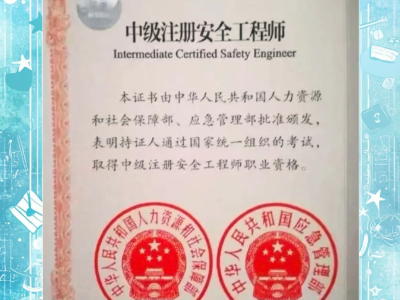 中级注册安全工程师
Intermediate Certified Safety Engineer
本证书由中华人民共和国人力资源
和社会保障部、应急管理部批准颁发，
表明持证人通过国家统一组织的考试，
取得中级注册安全工程师职业资格。
中华人民共和国人力资源和社会保障部
中华人民共和国应急管理部